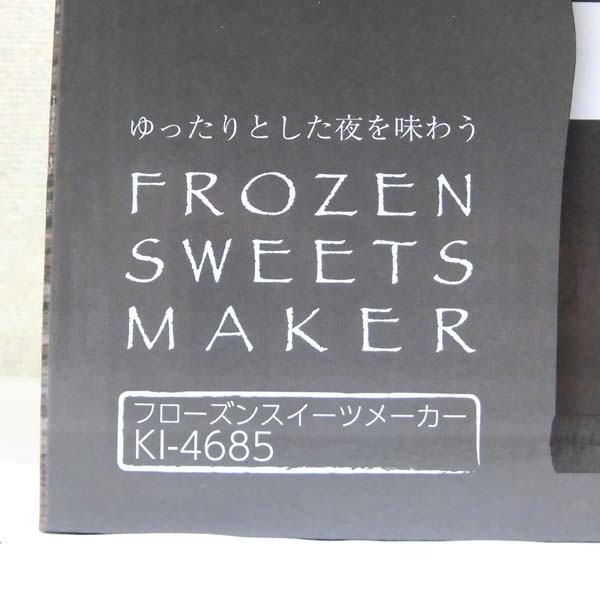 ゆったりとした夜を味わう
FROZEN
SWEETS
MAKER
フローズンスイーツメーカー
KI-4685